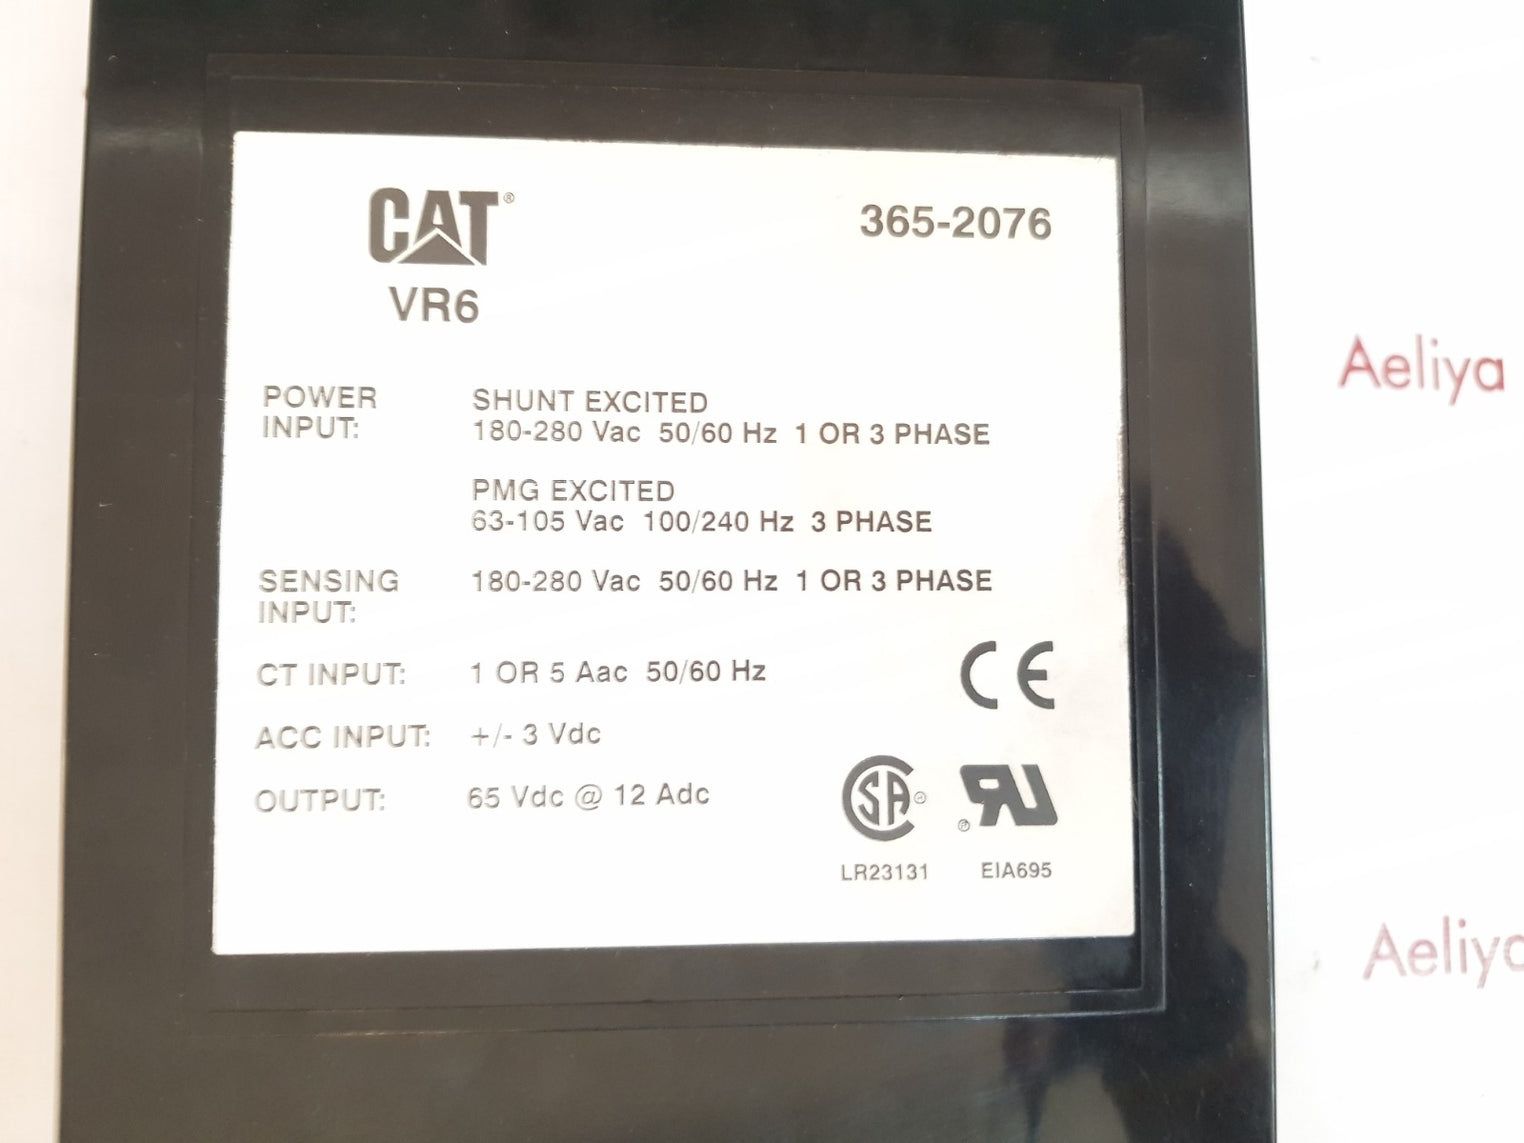 CAT®
365-2076
VR6
POWER INPUT:
SHUNT EXCITED
180-280 Vac 50/60 Hz 1 OR 3 PHASE
PMG EXCITED
63-105 Vac 100/240 Hz 3 PHASE
SENSING INPUT:
180-280 Vac 50/60 Hz 1 OR 3 PHASE
CT INPUT: 1 OR 5 Aac 50/60 Hz
ACC INPUT: +/- 3 Vdc
OUTPUT: 65 Vdc @ 12 Adc
CE
SA®
RU®
LR23131 EIA695
Aeliya
Aeliya